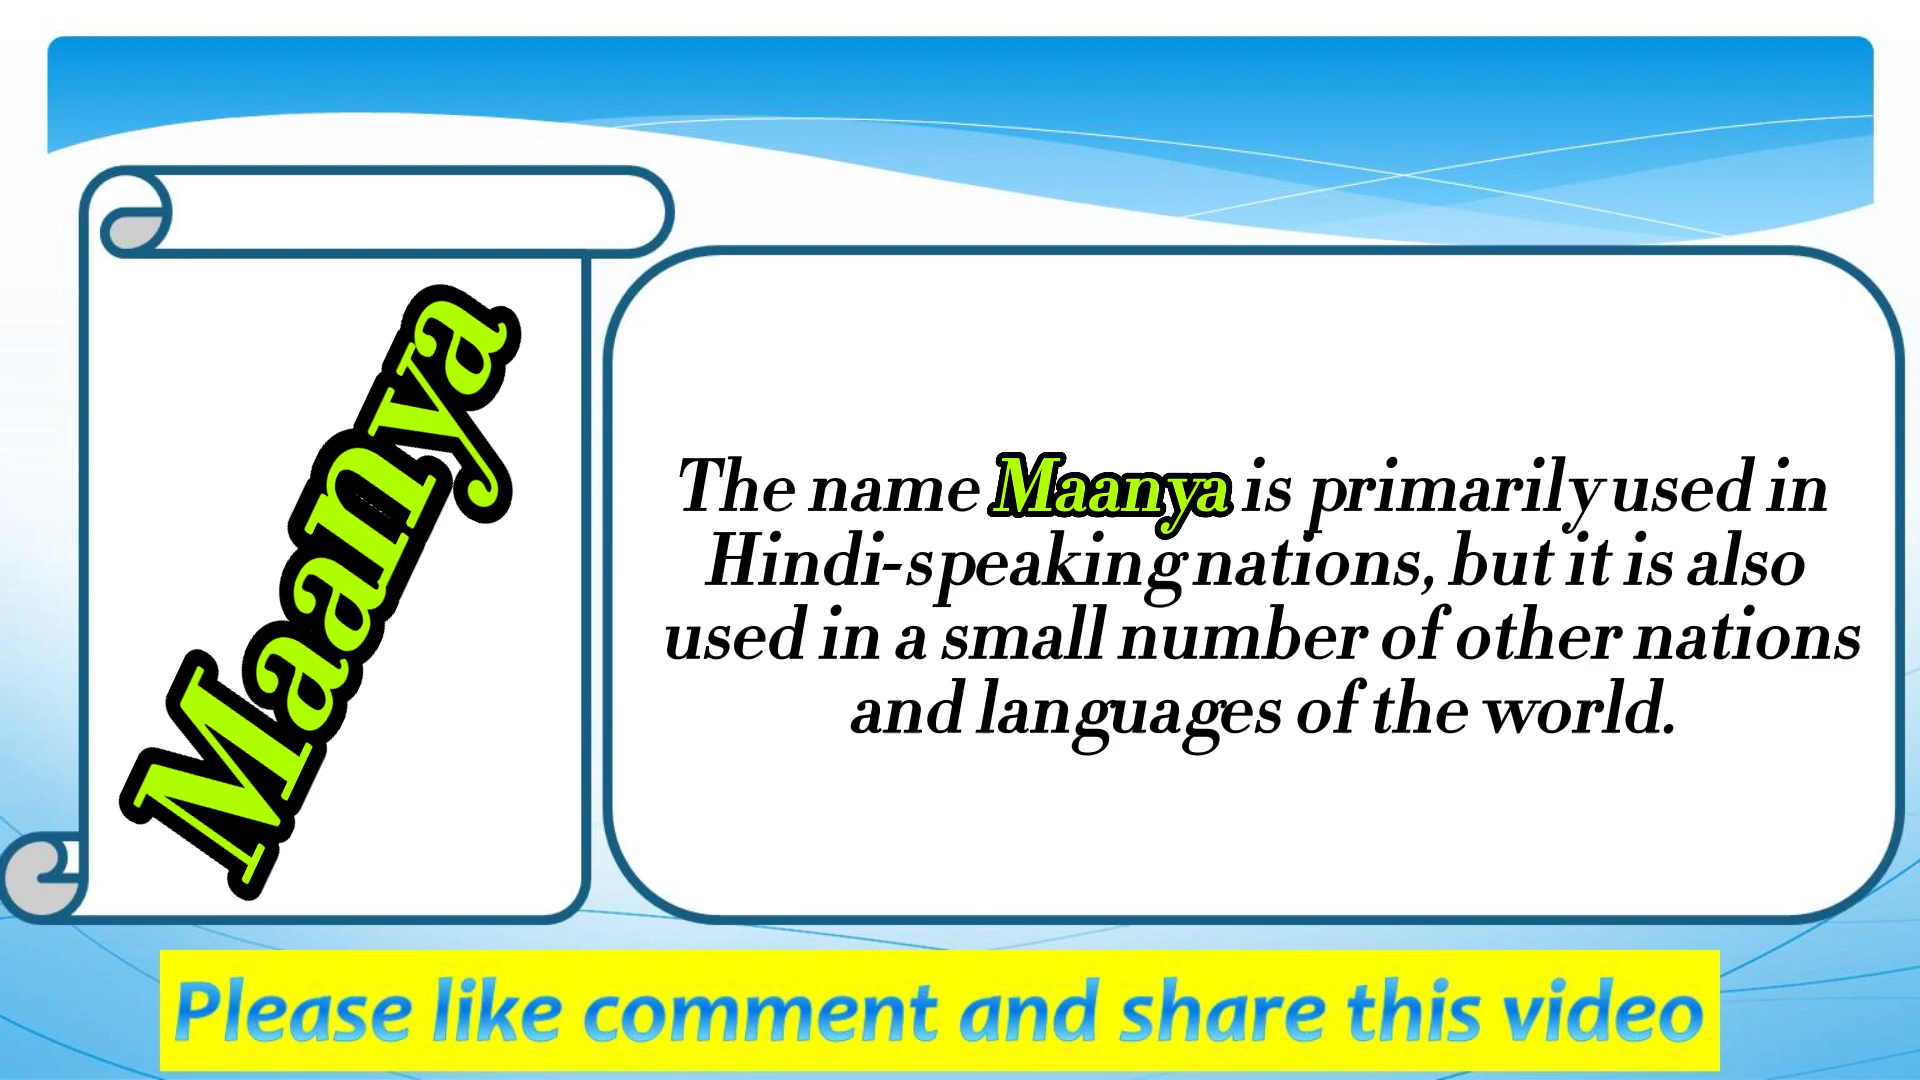 Maanya
The name Maanya is primarily used in
Hindi-speaking nations, but it is also
used in a small number of other nations
and languages of the world.
Please like comment and share this video